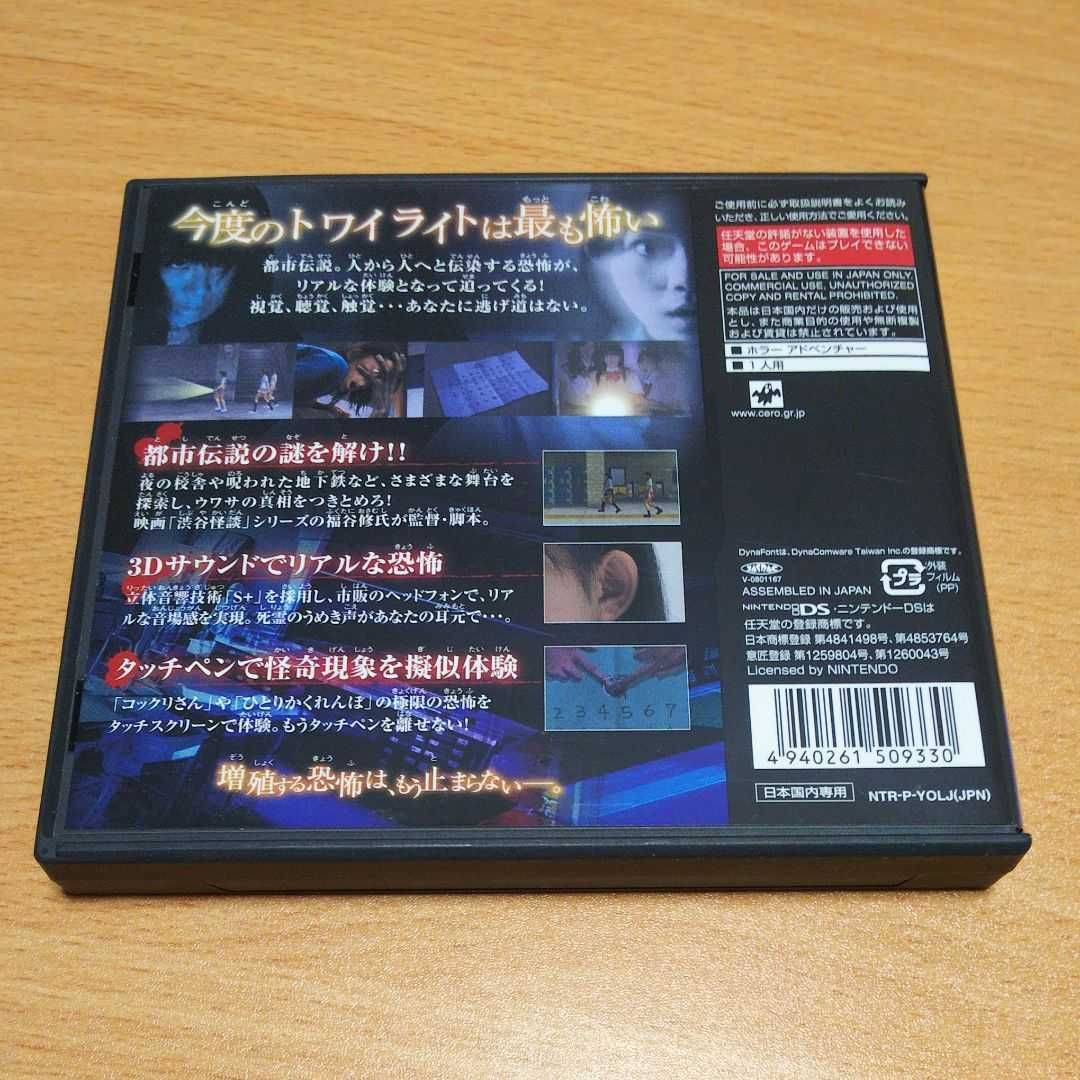 今度のトワイライトは最も怖い
都市伝説。人から人へと伝染する恐怖が、
リアルな体験となって迫ってくる!
視覚、聴覚、触覚・・・あなたに逃げ道はない。
都市伝説の謎を解け!!
夜の校舎や呪われた地下鉄など、さまざまな舞台を
探索し、ウワサの真相をつきとめろ!
映画「渋谷怪談」シリーズの福谷修氏が監督・脚本。
3Dサウンドでリアルな恐怖
立体音響技術「S+」を採用し、市販のヘッドフォンで、リア
ルな音場感を実現。死霊のうめき声があなたの耳元で・・・。
タッチペンで怪奇現象を擬似体験
「コックリさん」や「ひとりかくれんぼ」の極限の恐怖を
タッチスクリーンで体験。もうタッチペンを離せない!
2 3 4 5 6 7
増殖する恐怖は、もう止まらない―。
ご使用前に必ず取扱説明書をよくお読み
いただき、正しい使用方法でご愛用ください。
任天堂の許諾がない装置を使用した
場合、このゲームはプレイできない
可能性があります。
FOR SALE AND USE IN JAPAN ONLY.
COMMERCIAL USE, UNAUTHORIZED
COPY AND RENTAL PROHIBITED.
本品は日本国内だけの販売および使用
とし、また商業目的の使用や無断複製
および賃貸は禁止されています。
■ ホラー アドベンチャー
■ 1人用
www.cero.gr.jp
DynaFontは、DynaComware Taiwan Inc.の登録商標です。
V-0801167
ASSEMBLED IN JAPAN
プラ
外装
フィルム
(PP)
NINTENDO DS・ニンテンドーDSは
任天堂の登録商標です。
日本商標登録 第4841498号、第4853764号
意匠登録 第1259804号、第1260043号
Licensed by NINTENDO
4 940261 509330
日本国内専用
NTR-P-YOLJ(JPN)